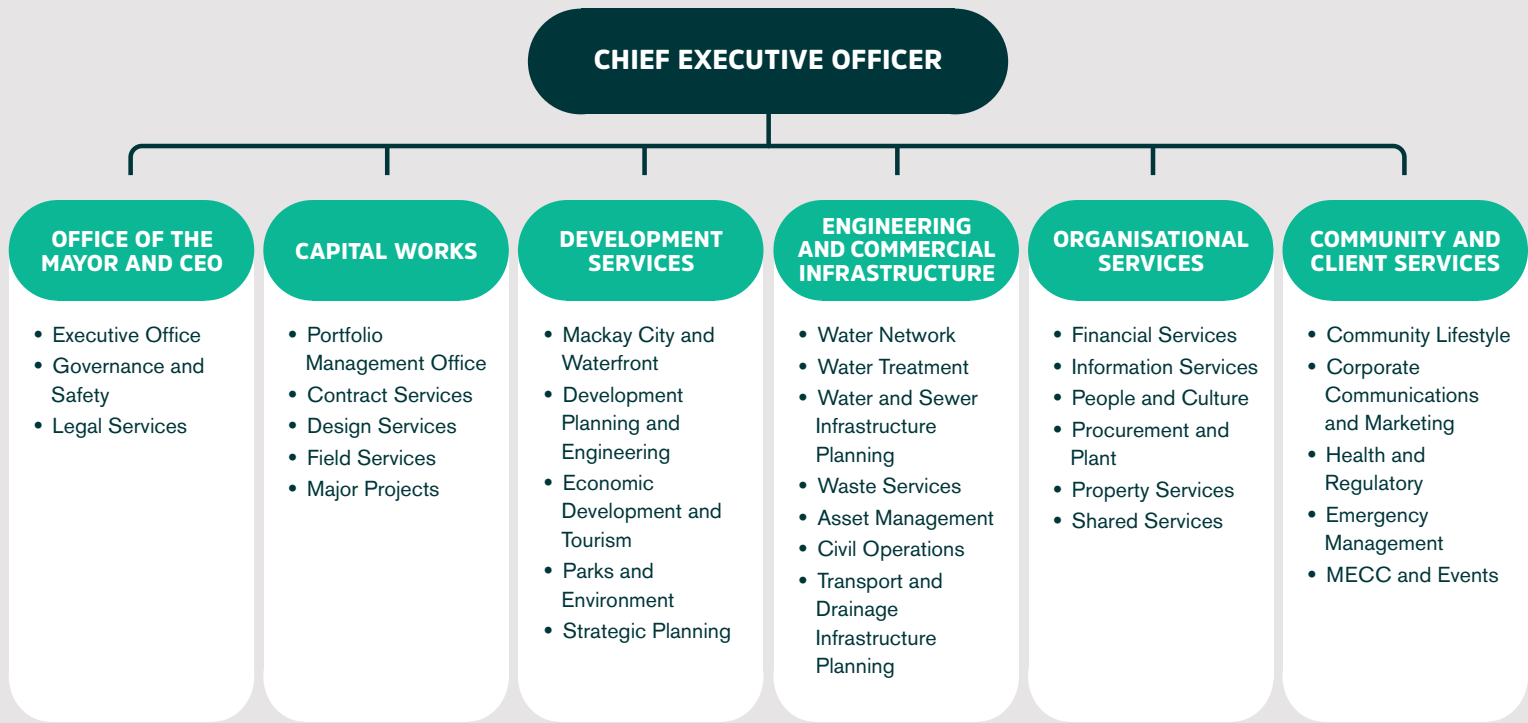 CHIEF EXECUTIVE OFFICER
OFFICE OF THE
MAYOR AND CEO
• Executive Office
• Governance and
Safety
• Legal Services
CAPITAL WORKS
• Portfolio
Management Office
• Contract Services
• Design Services
• Field Services
• Major Projects
DEVELOPMENT
SERVICES
• Mackay City and
Waterfront
• Development
Planning and
Engineering
• Economic
Development and
Tourism
• Parks and
Environment
• Strategic Planning
ENGINEERING
AND COMMERCIAL
INFRASTRUCTURE
• Water Network
• Water Treatment
• Water and Sewer
Infrastructure
Planning
• Waste Services
• Asset Management
• Civil Operations
• Transport and
Drainage
Infrastructure
Planning
ORGANISATIONAL
SERVICES
• Financial Services
• Information Services
• People and Culture
• Procurement and
Plant
• Property Services
• Shared Services
COMMUNITY AND
CLIENT SERVICES
• Community Lifestyle
• Corporate
Communications
and Marketing
• Health and
Regulatory
• Emergency
Management
• MECC and Events